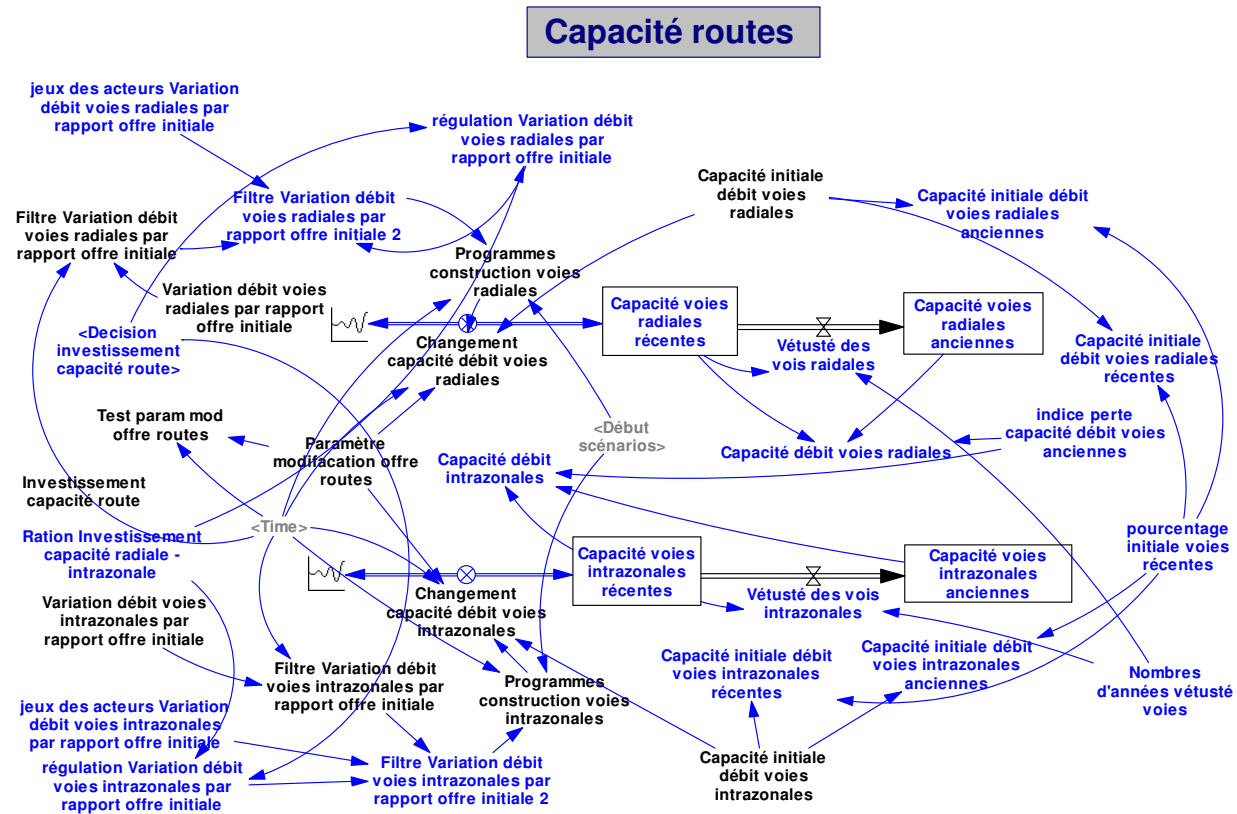 Capacité routes
jeux des acteurs Variation
débit voies radiales par
rapport offre initiale
régulation Variation débit
voies radiales par
rapport offre initiale
Capacité initiale
débit voies
radiales
Capacité initiale débit
voies radiales
anciennes
Filtre Variation débit
voies radiales par
rapport offre initiale 2
Filtre Variation débit
voies radiales par
rapport offre initiale
Programmes
construction voies
radiales
Variation débit voies
radiales par rapport
offre initiale
Capacité voies
radiales
récentes
Capacité voies
radiales
anciennes
<Decision
investissement
capacité route>
Changement
capacité débit voies
radiales
Vétusté des
vois raidales
Capacité initiale
débit voies radiales
récentes
Test param mod
offre routes
Paramètre
modifacation offre
routes
<Début
scénarios>
indice perte
capacité débit voies
anciennes
Capacité débit voies radiales
Capacité débit
intrazonales
Investissement
capacité route
<Time>
Ration Investissement
capacité radiale -
intrazonale
pourcentage
initiale voies
récentes
Capacité voies
intrazonales
récentes
Capacité voies
intrazonales
anciennes
Changement
capacité débit voies
intrazonales
Vétusté des vois
intrazonales
Variation débit voies
intrazonales par
rapport offre initiale
Filtre Variation débit
voies intrazonales par
rapport offre initiale
Programmes
construction voies
intrazonales
Capacité initiale débit
voies intrazonales
récentes
Capacité initiale débit
voies intrazonales
anciennes
Nombres
d'années vétusté
voies
jeux des acteurs Variation
débit voies intrazonales
par rapport offre initiale
régulation Variation débit
voies intrazonales par
rapport offre initiale
Filtre Variation débit
voies intrazonales par
rapport offre initiale 2
Capacité initiale
débit voies
intrazonales